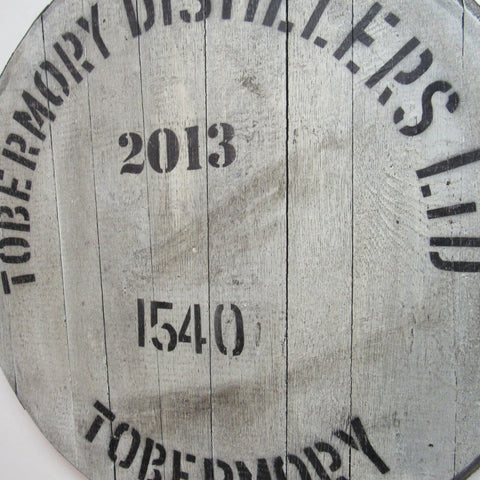 TOBERMORY DISTILLERS LTD
2013
1540
TOBERMORY